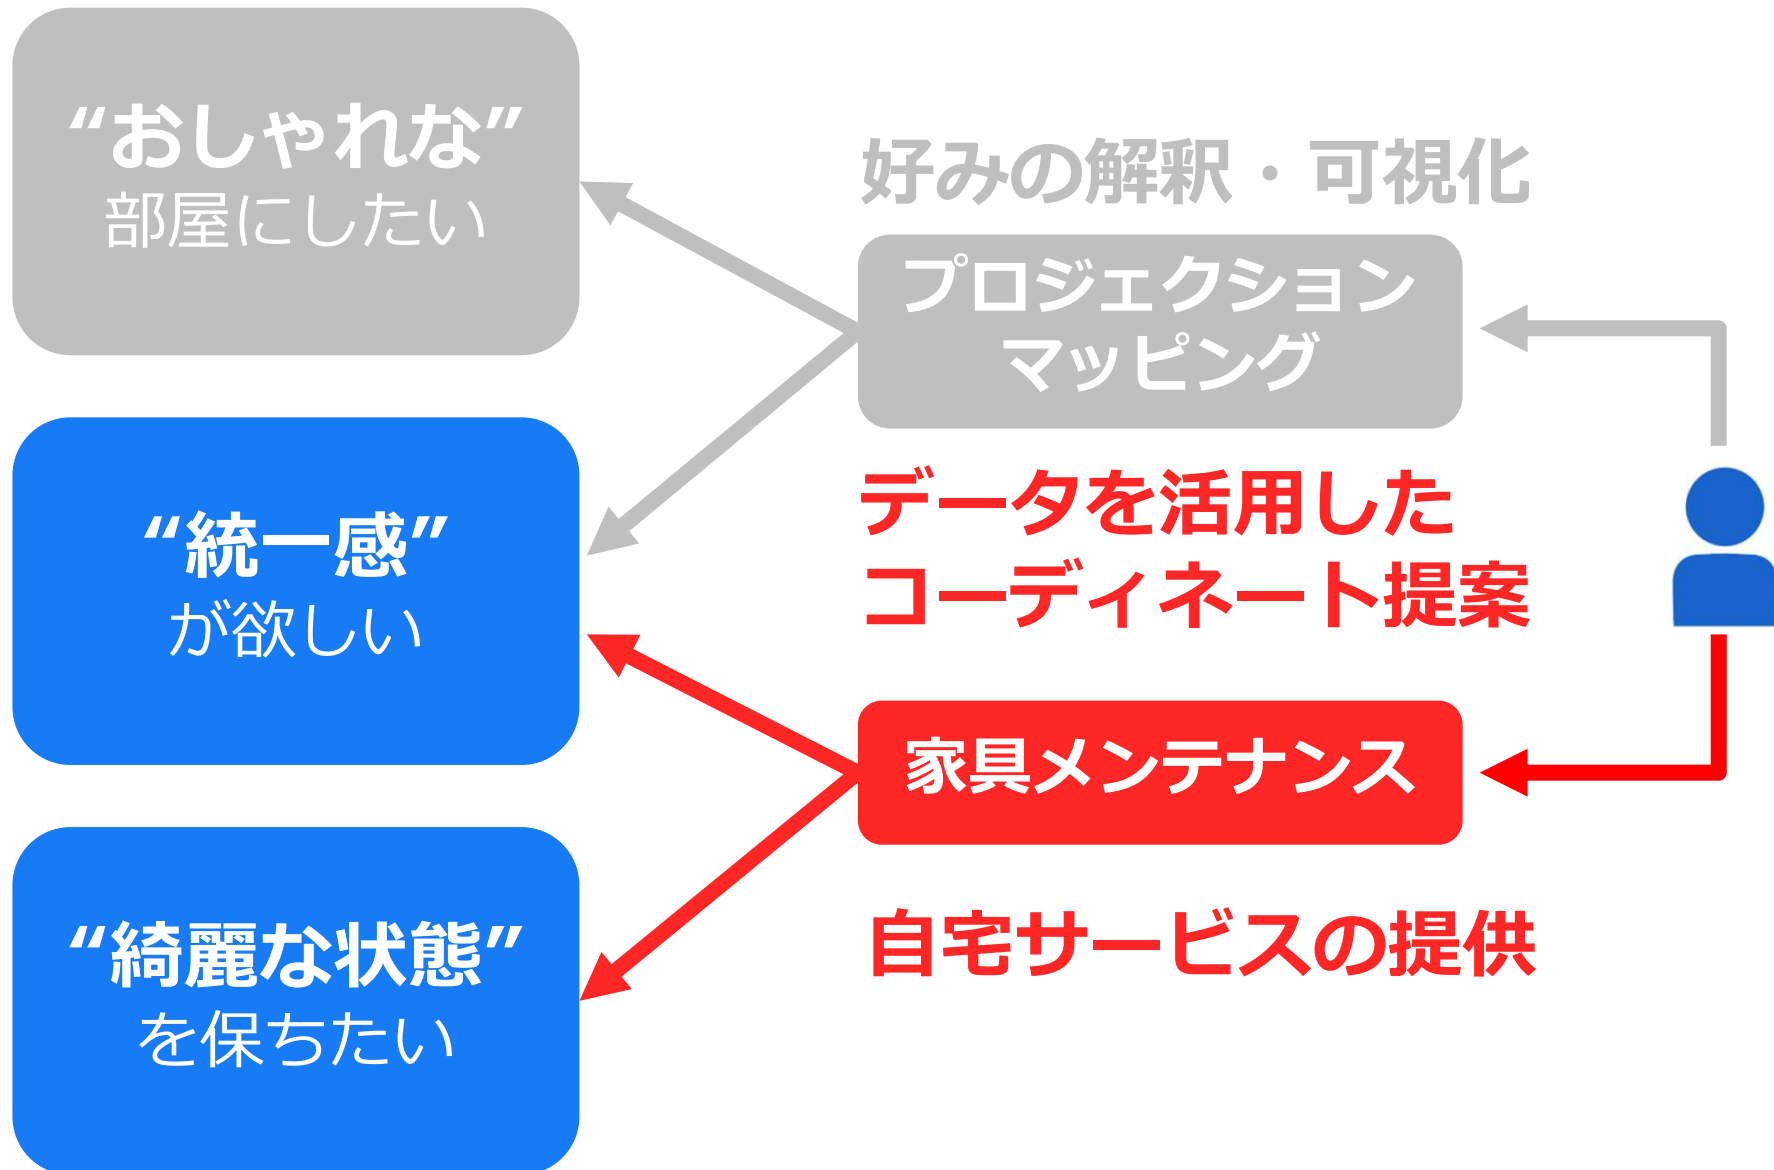 “おしゃれな”
部屋にしたい
“統一感”
が欲しい
“綺麗な状態”
を保ちたい
好みの解釈・可視化
プロジェクション
マッピング
データを活用した
コーディネート提案
家具メンテナンス
自宅サービスの提供